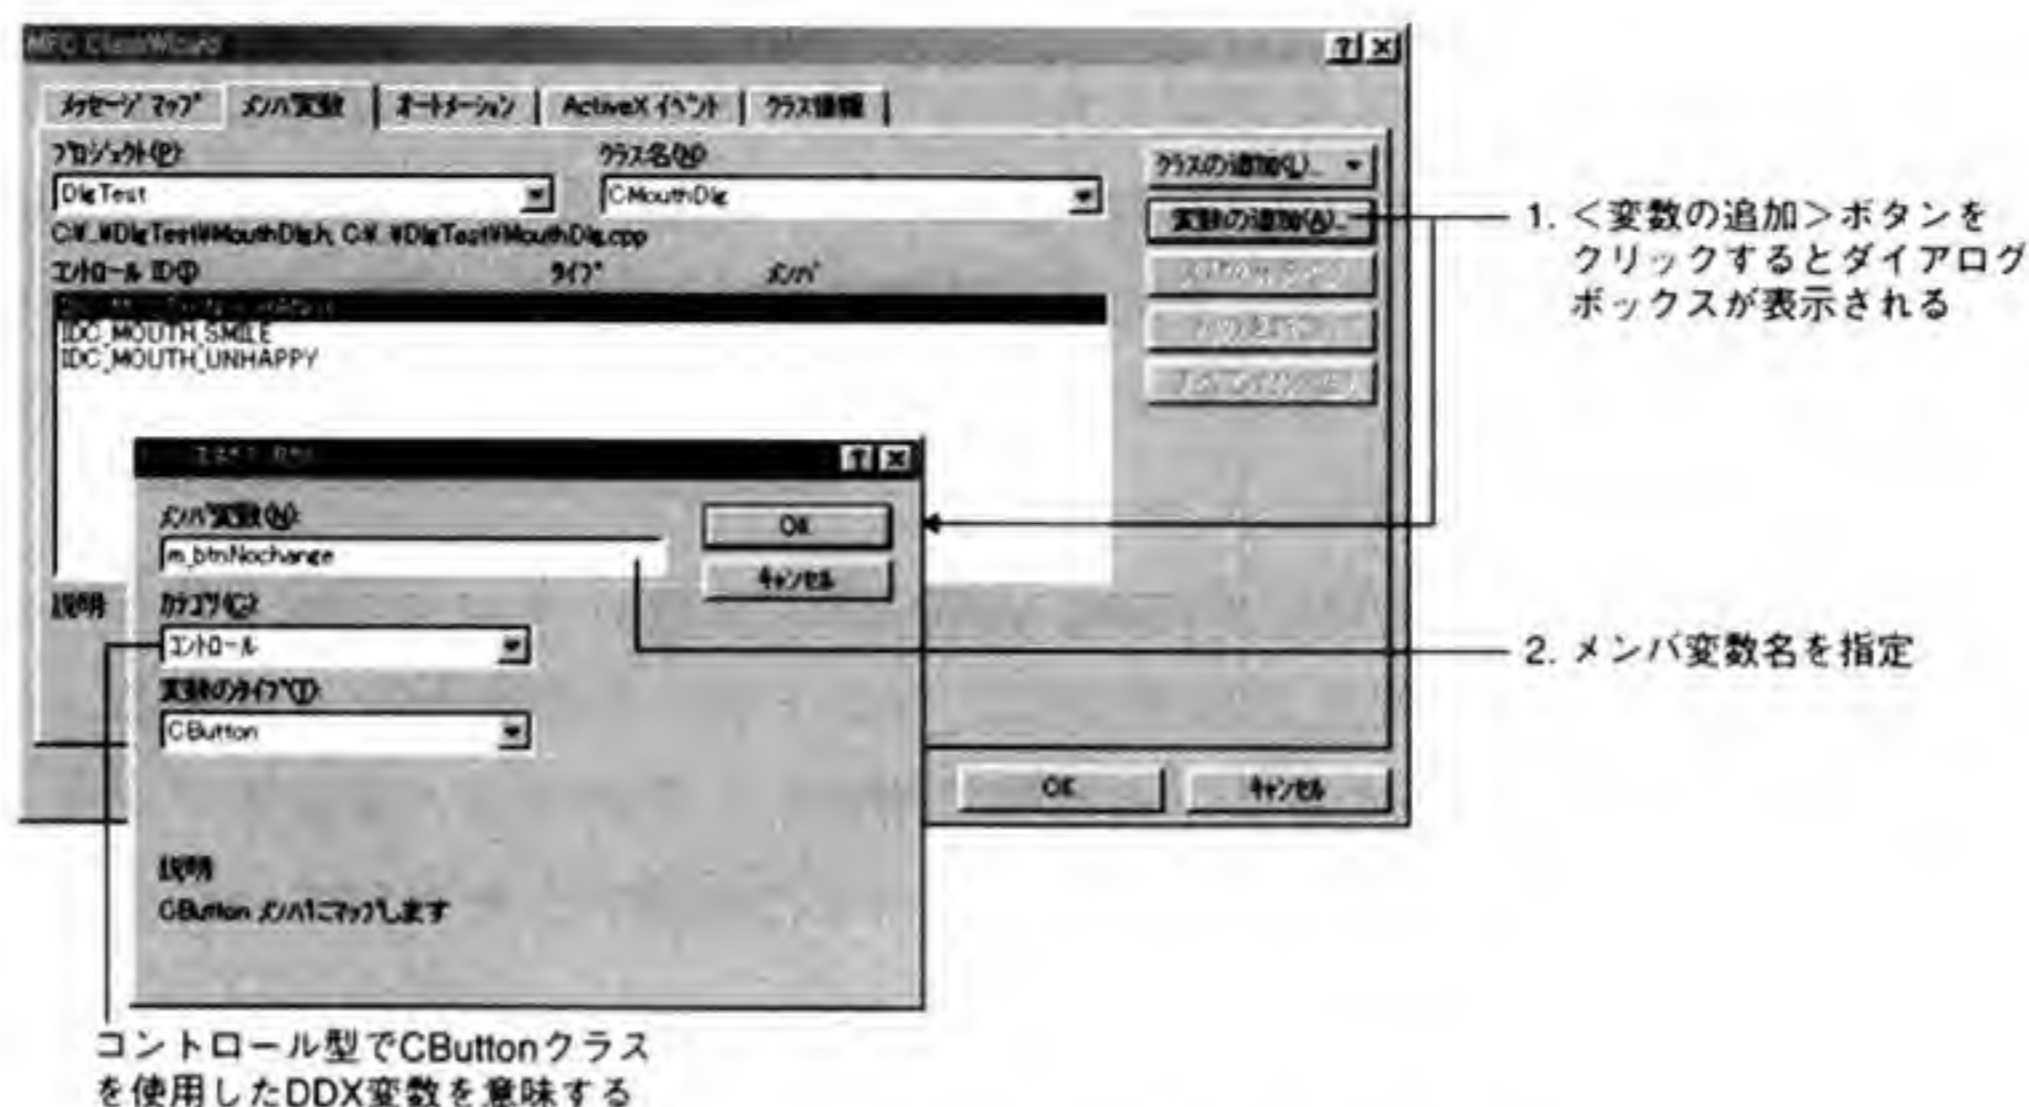 MFC ClassWizard
メッセージ マップ メンバ変数 オートメーション ActiveX イベント クラス情報
プロジェクト(P): クラス名(N):
DlgTest CMouthDlg
クラスの追加(L)...
変数の追加(A)...
C:¥...¥DlgTest¥MouthDlg.h, C:¥...¥DlgTest¥MouthDlg.cpp
コントロール ID(I): タイプ メンバ
IDC_MOUTH_SMILE
IDC_MOUTH_UNHAPPY
メンバ変数(N):
m_btnNochange
OK
キャンセル
説明
カテゴリ(C):
コントロール
変数のタイプ(T):
CButton
説明
CButton メンバにマップします
OK キャンセル
1. <変数の追加>ボタンを
クリックするとダイアログ
ボックスが表示される
2. メンバ変数名を指定
コントロール型でCButtonクラス
を使用したDDX変数を意味する